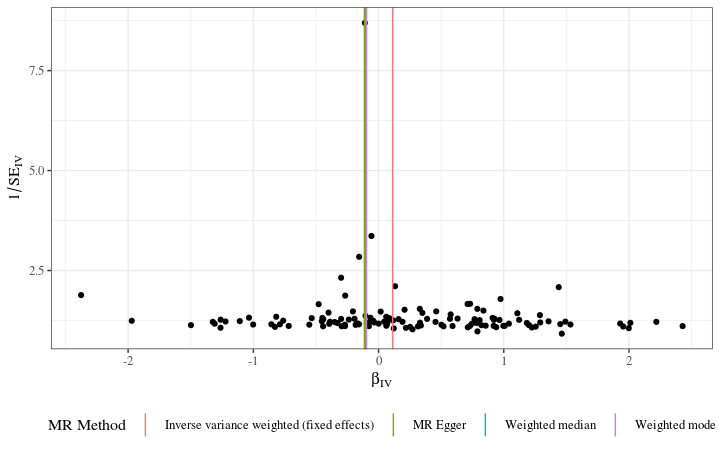 7.5
5.0
2.5
1/SE_IV
-2
-1
0
1
2
β_IV
MR Method
Inverse variance weighted (fixed effects)
MR Egger
Weighted median
Weighted mode